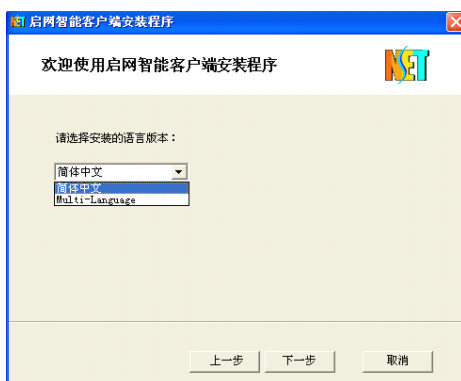 NET 启网智能客户端安装程序
欢迎使用启网智能客户端安装程序
NET
请选择安装的语言版本：
简体中文
简体中文
Multi-Language
上一步 下一步 取消